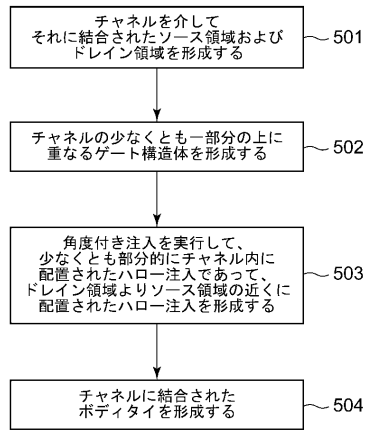 チャネルを介して
それに結合されたソース領域および
ドレイン領域を形成する
501
チャネルの少なくとも一部分の上に
重なるゲート構造体を形成する
502
角度付き注入を実行して、
少なくとも部分的にチャネル内に
配置されたハロー注入であって、
ドレイン領域よりソース領域の近くに
配置されたハロー注入を形成する
503
チャネルに結合された
ボディタイを形成する
504